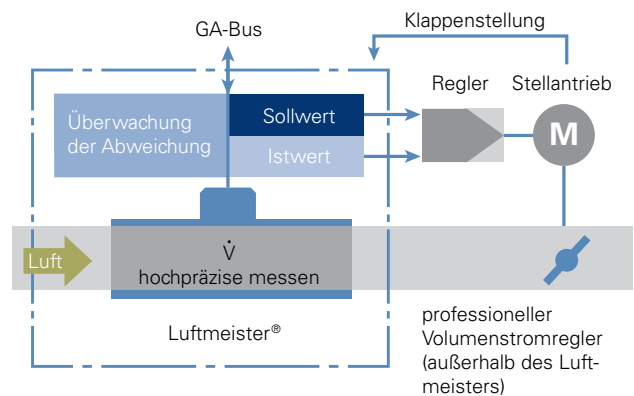 Klappenstellung
GA-Bus
Regler
Stellantrieb
Überwachung
der Abweichung
Sollwert
Istwert
M
Luft
V̇
hochpräzise messen
Luftmeister®
professioneller
Volumenstromregler
(außerhalb des Luft-
meisters)